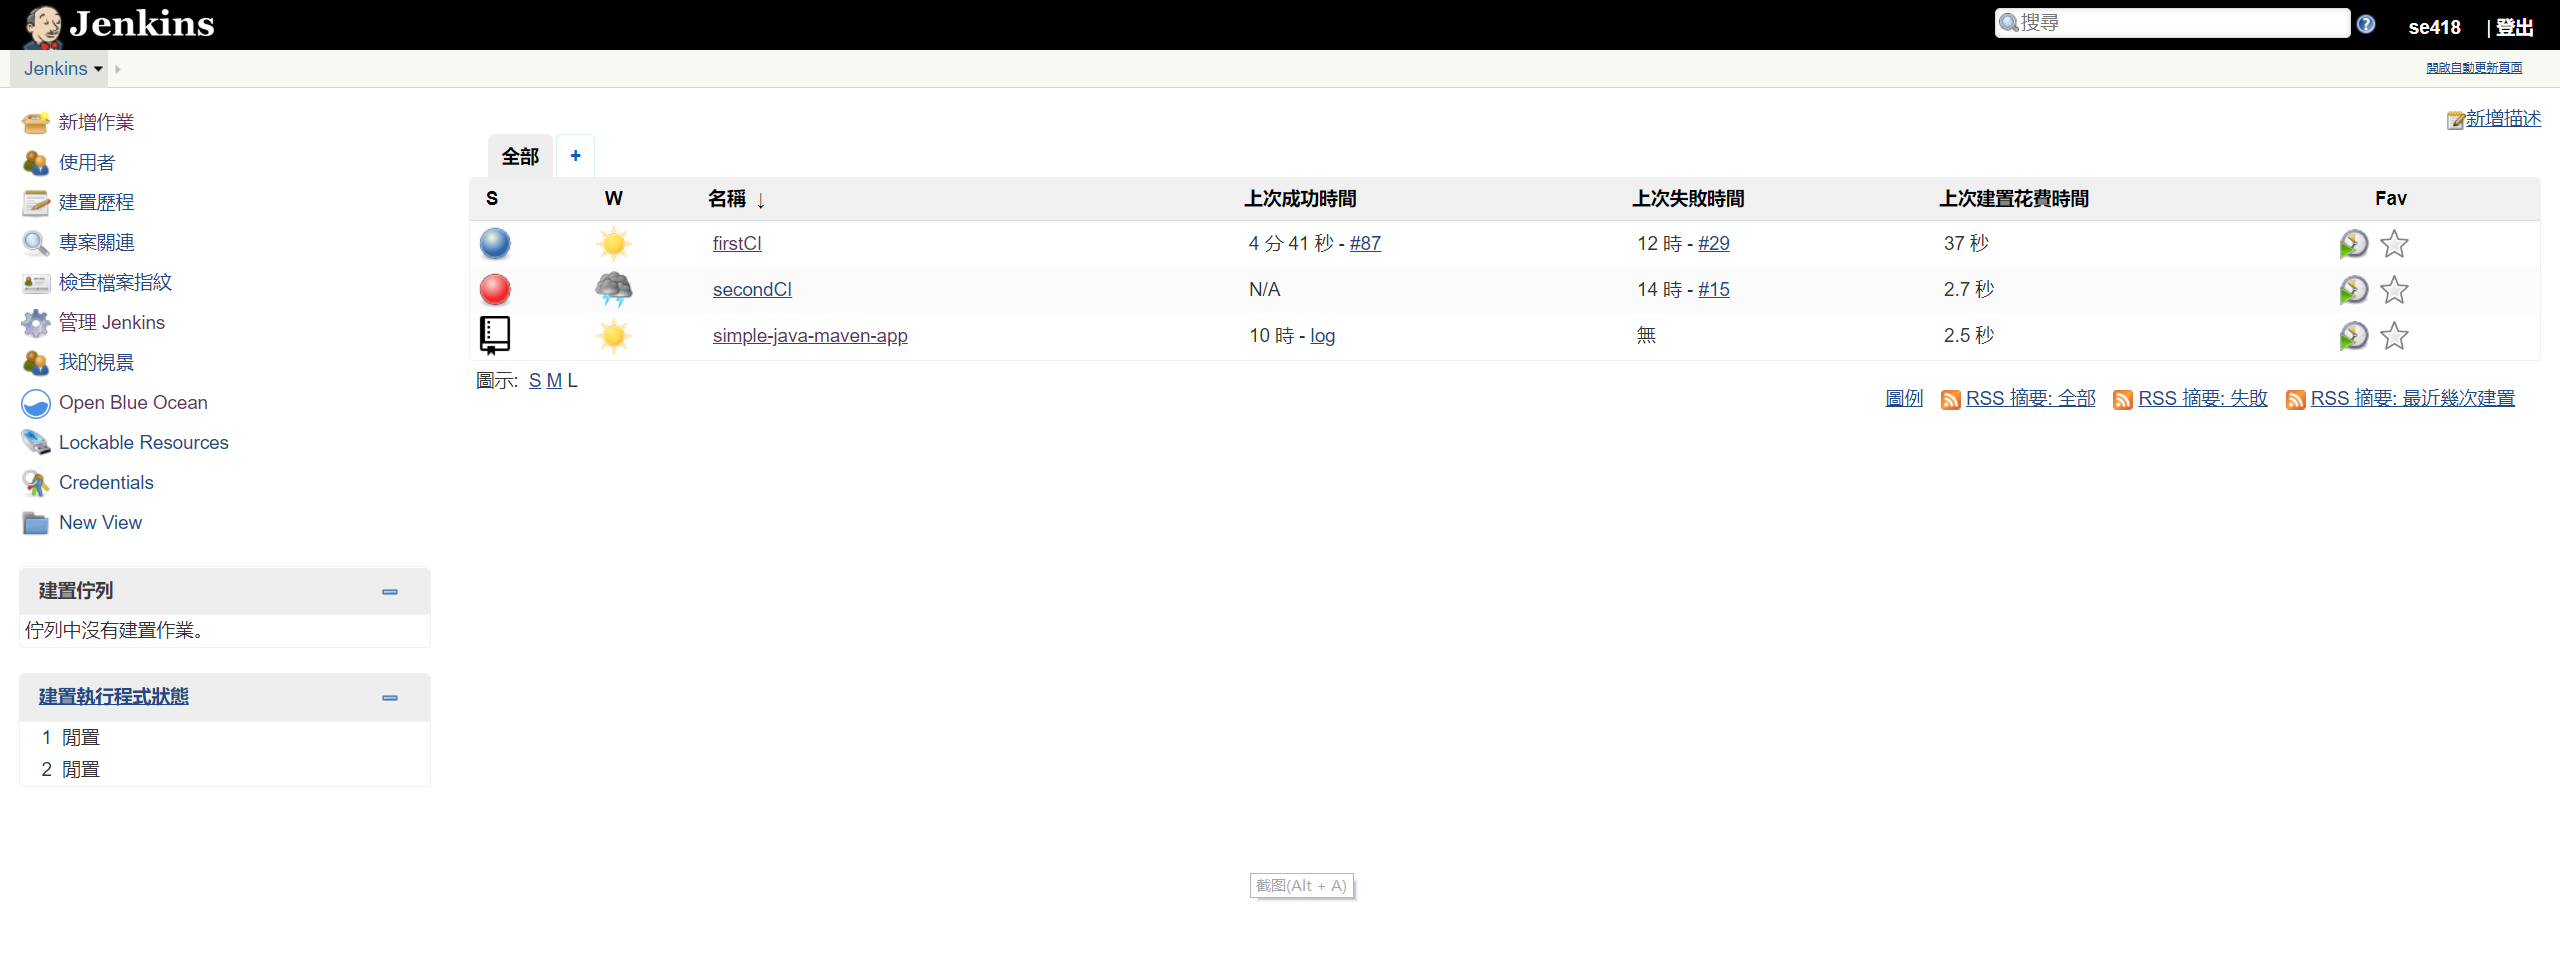 Jenkins
搜尋
se418
| 登出
Jenkins
開啟自動更新頁面
新增作業
使用者
建置歷程
專案關連
檢查檔案指紋
管理 Jenkins
我的視景
Open Blue Ocean
Lockable Resources
Credentials
New View
建置佇列
佇列中沒有建置作業。
建置執行程式狀態
1 閒置
2 閒置
新增描述
全部 +
S W 名稱 ↓ 上次成功時間 上次失敗時間 上次建置花費時間 Fav
firstCI 4 分 41 秒 - #87 12 時 - #29 37 秒
secondCI N/A 14 時 - #15 2.7 秒
simple-java-maven-app 10 時 - log 無 2.5 秒
圖示: S M L
圖例 RSS 摘要: 全部 RSS 摘要: 失敗 RSS 摘要: 最近幾次建置
截图(Alt + A)